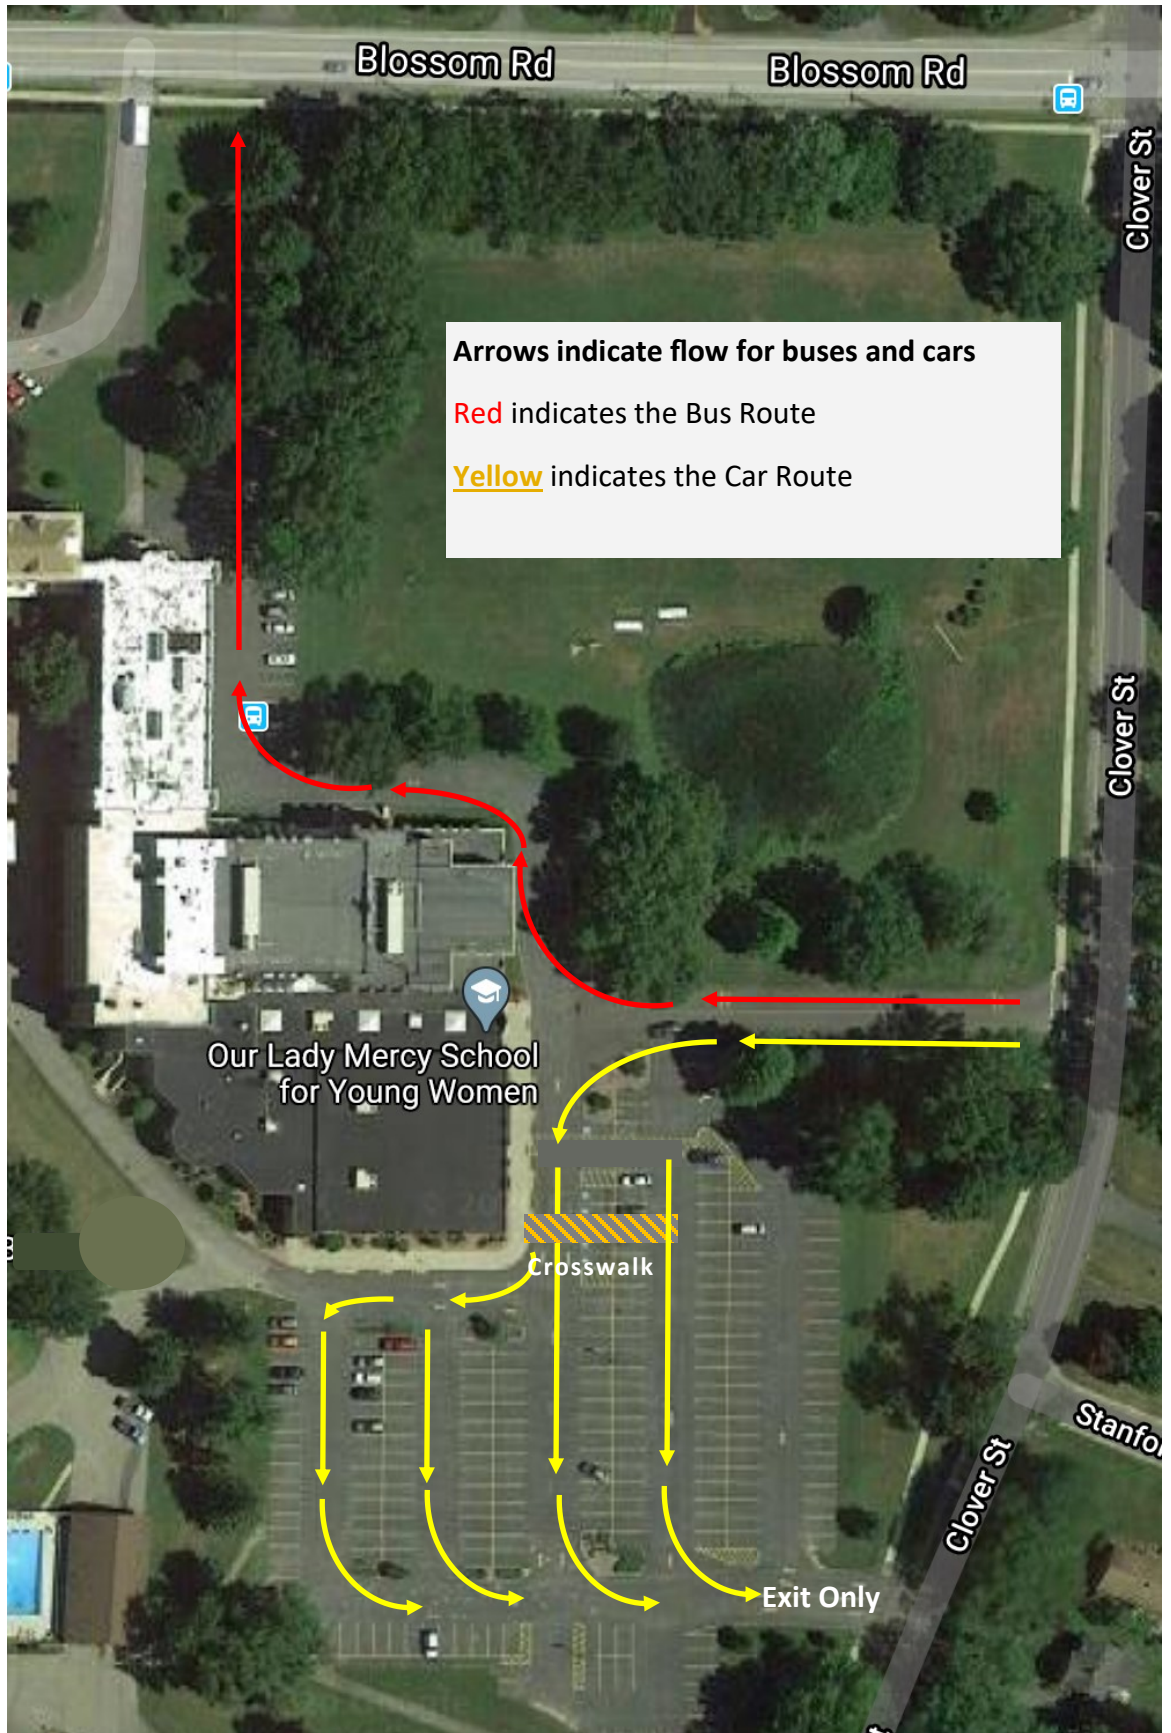 Blossom Rd
Blossom Rd
Clover St
Arrows indicate flow for buses and cars
Red indicates the Bus Route
Yellow indicates the Car Route
Clover St
Our Lady Mercy School
for Young Women
Crosswalk
Stanfo
Clover St
Exit Only